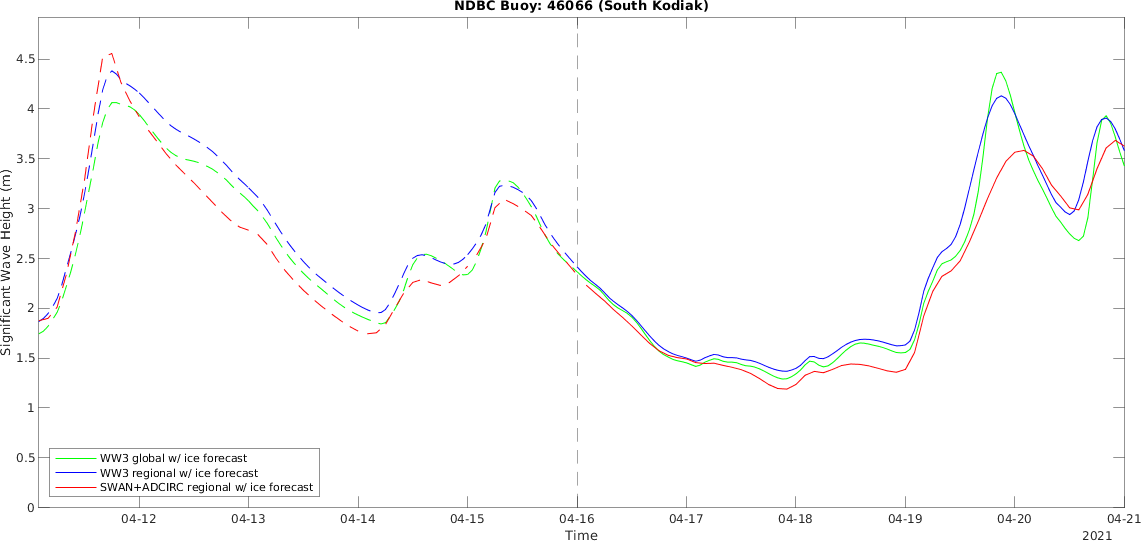 NDBC Buoy: 46066 (South Kodiak)
Significant Wave Height (m)
4.5
4
3.5
3
2.5
2
1.5
1
0.5
0
WW3 global w/ ice forecast
WW3 regional w/ ice forecast
SWAN+ADCIRC regional w/ ice forecast
04-12 04-13 04-14 04-15 04-16 04-17 04-18 04-19 04-20 04-21
Time
2021